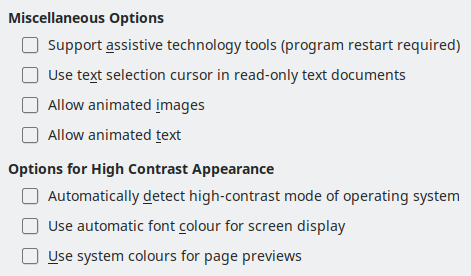 Miscellaneous Options
Support assistive technology tools (program restart required)
Use text selection cursor in read-only text documents
Allow animated images
Allow animated text
Options for High Contrast Appearance
Automatically detect high-contrast mode of operating system
Use automatic font colour for screen display
Use system colours for page previews